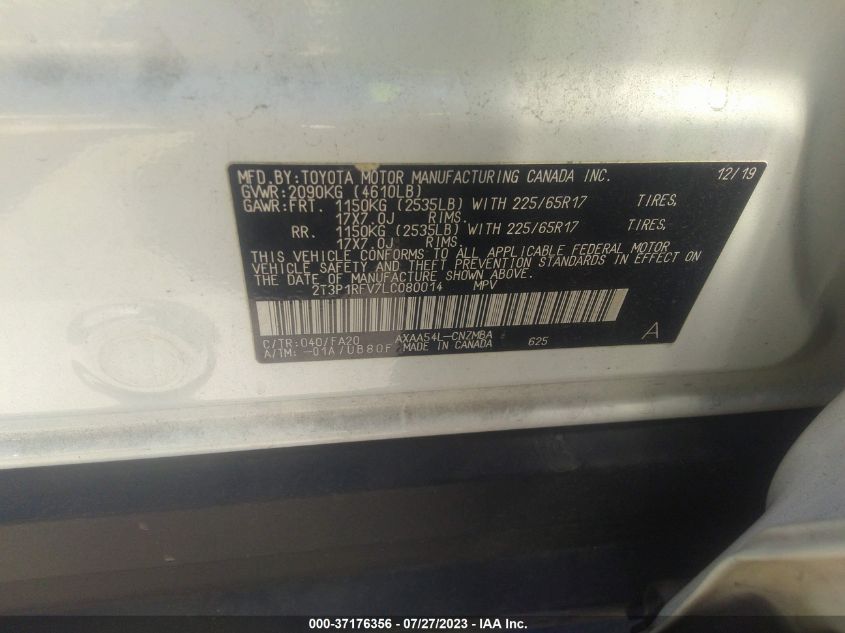 MFD.BY:TOYOTA MOTOR MANUFACTURING CANADA INC. 12/19
GVWR:2090KG (4610LB)
GAWR:FRT. 1150KG (2535LB) WITH 225/65R17 TIRES,
17X7.0J RIMS.
RR. 1150KG (2535LB) WITH 225/65R17 TIRES,
17X7.0J RIMS.
THIS VEHICLE CONFORMS TO ALL APPLICABLE FEDERAL MOTOR
VEHICLE SAFETY AND THEFT PREVENTION STANDARDS IN EFFECT ON
THE DATE OF MANUFACTURE SHOWN ABOVE.
2T3P1RFV7LC080014 MPV
C/TR:040/FA20 AXAA54L-CNZMBA 625 A
A/TM:-01A/UB80F MADE IN CANADA
000-37176356 / 07/27/2023 - IAA Inc.